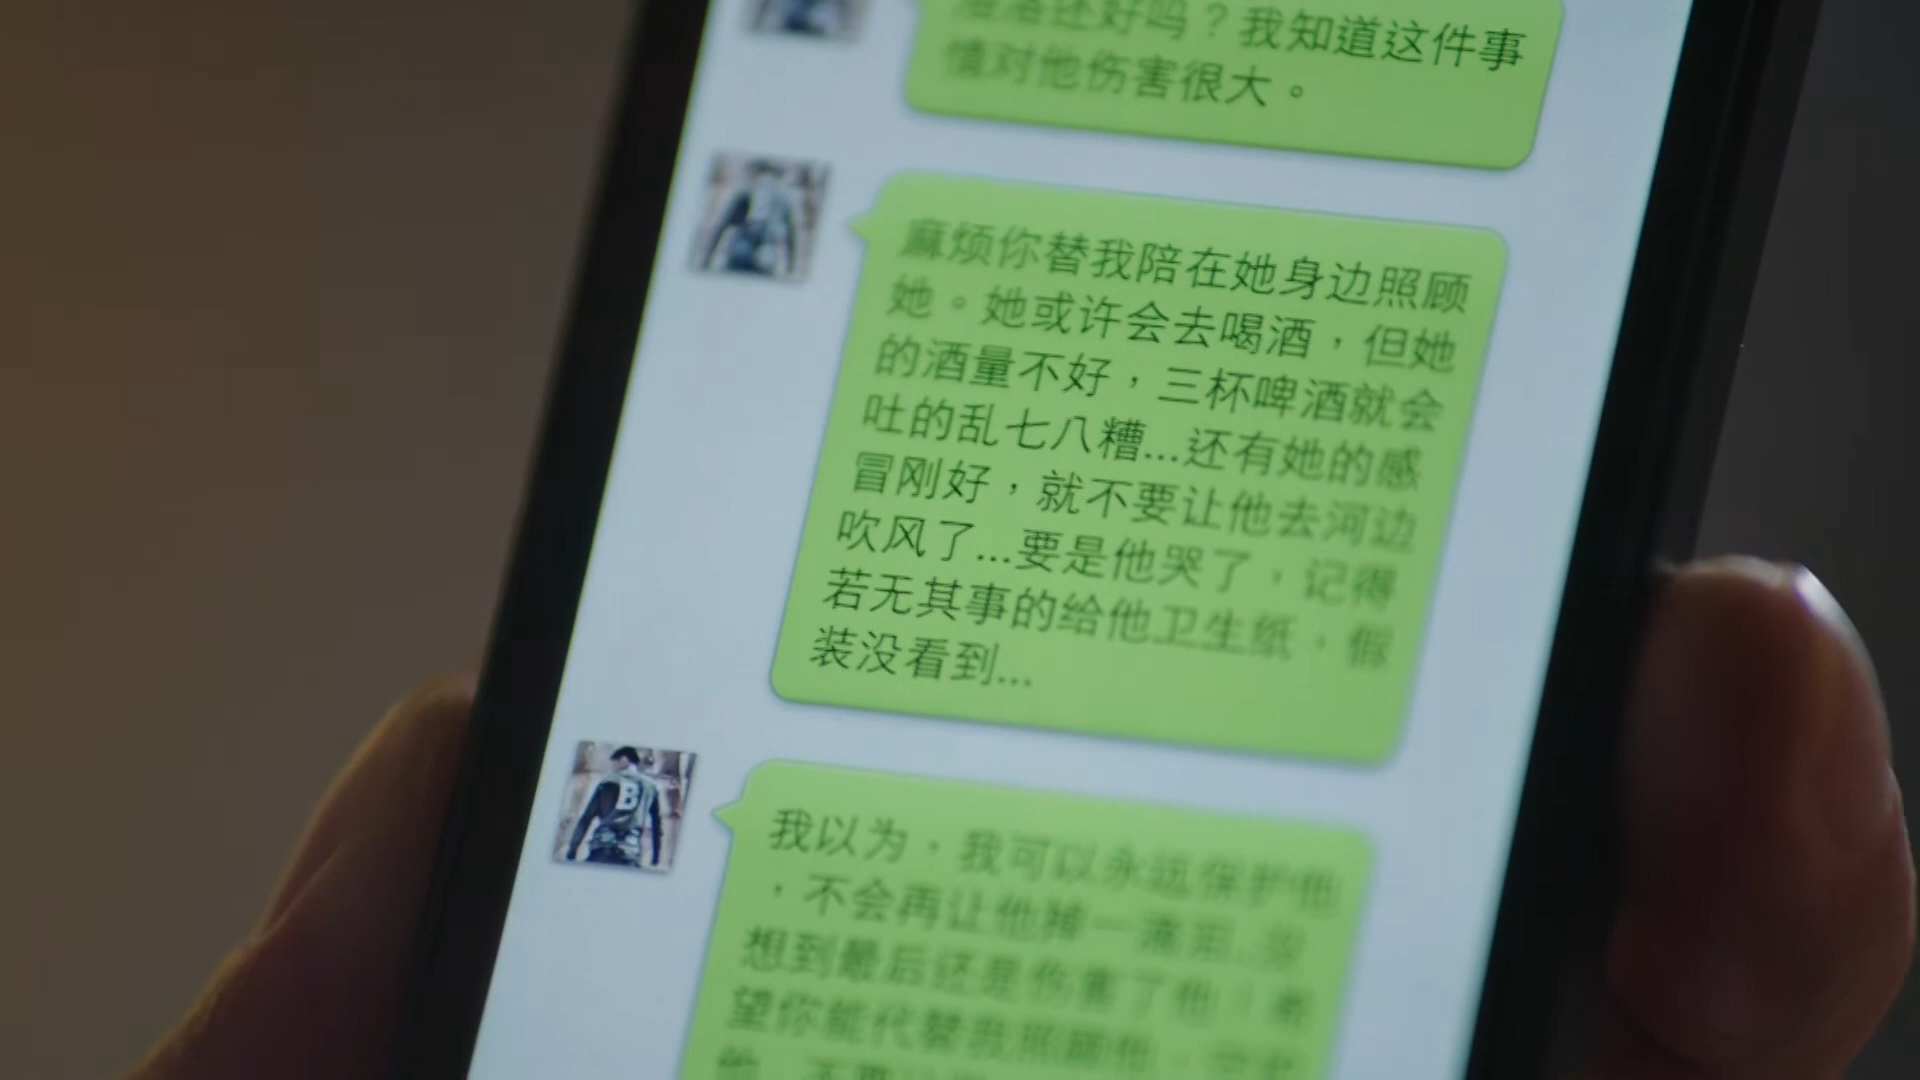 还好吗？我知道这件事
情对他伤害很大。
麻烦你替我陪在她身边照顾
她。她或许会去喝酒，但她
的酒量不好，三杯啤酒就会
吐的乱七八糟...还有她的感
冒刚好，就不要让他去河边
吹风了...要是他哭了，记得
若无其事的给他卫生纸，假
装没看到...
B
我以为，我可以永远保护他
，不会再让他掉一滴泪
想到最后还是伤害了他！希
望你能代替我照顾他，
他，不要